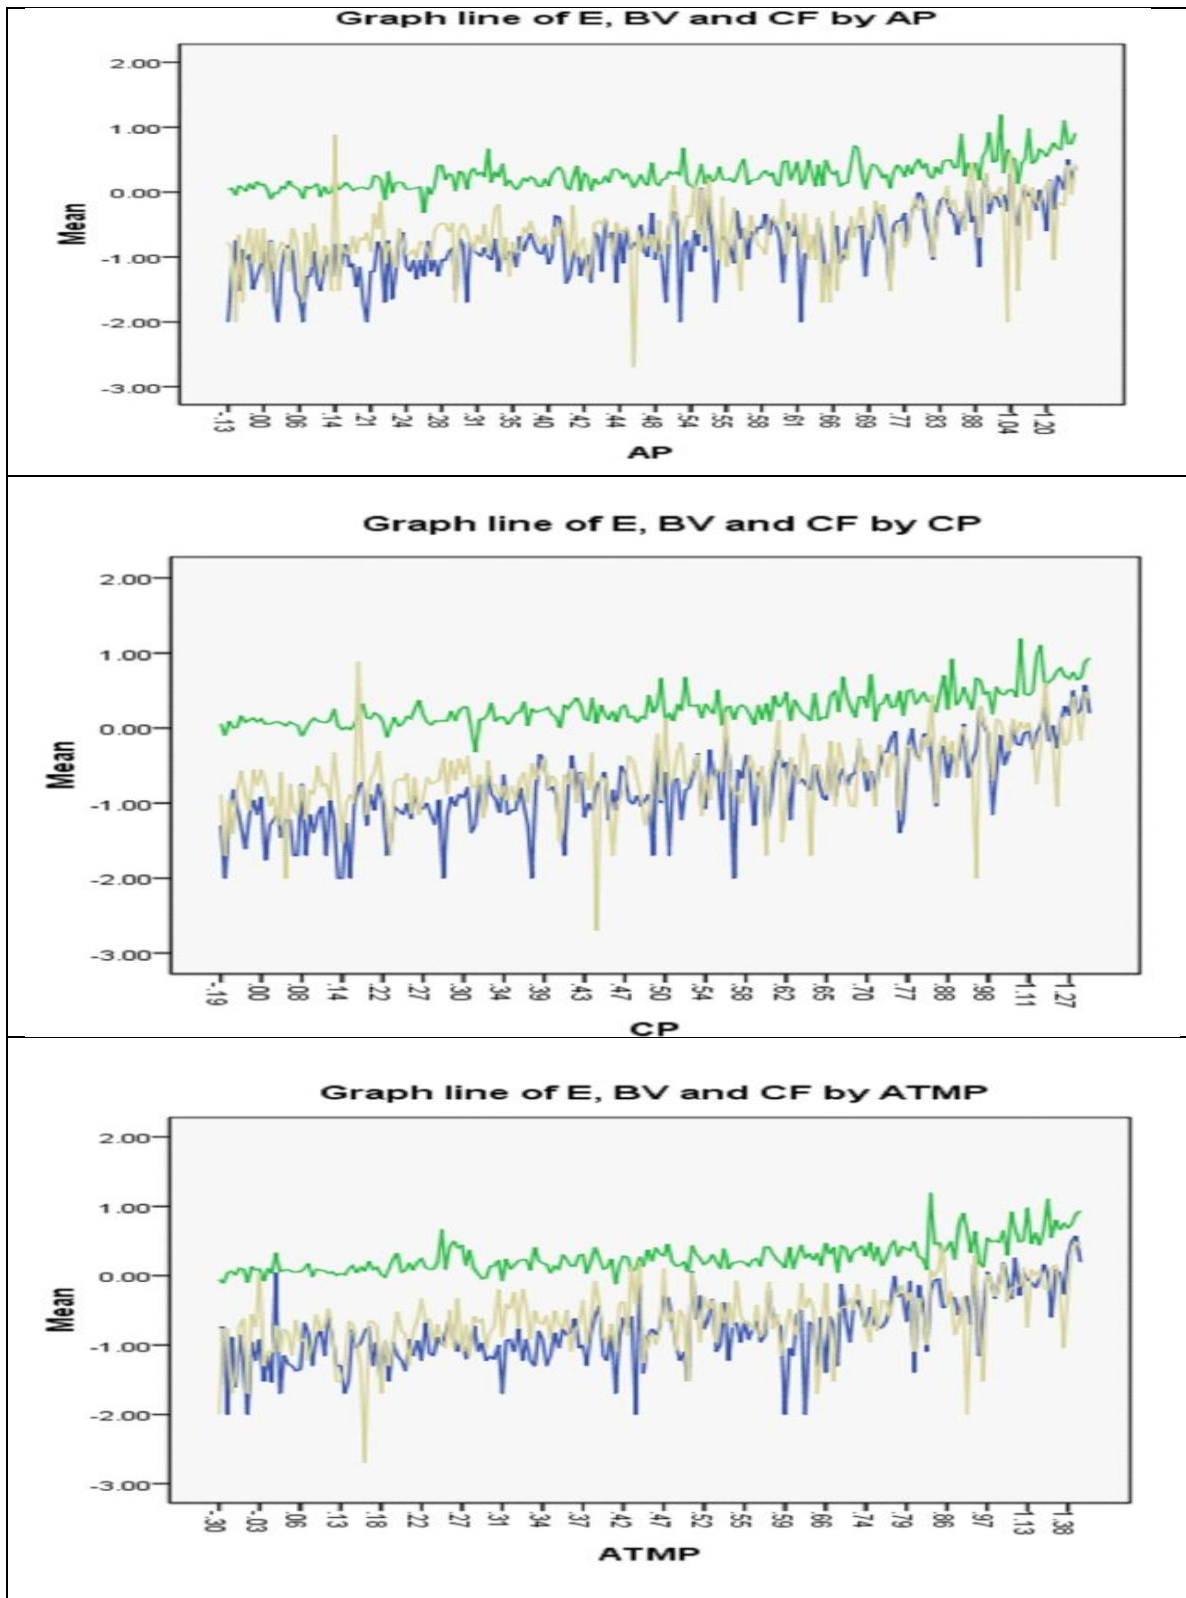 Graph line of E, BV and CF by AP
2.00
1.00
0.00
-1.00
-2.00
-3.00
Mean
-.13 .00 .06 .14 .21 .24 .28 .31 .35 .40 .42 .44 .48 .54 .55 .58 .61 .66 .69 .77 .83 .88 1.04 1.20
AP
Graph line of E, BV and CF by CP
2.00
1.00
0.00
-1.00
-2.00
-3.00
Mean
-.19 .00 .08 .14 .22 .27 .30 .34 .39 .43 .47 .50 .54 .58 .62 .65 .70 .77 .88 .98 1.11 1.27
CP
Graph line of E, BV and CF by ATMP
2.00
1.00
0.00
-1.00
-2.00
-3.00
Mean
-.30 -.03 .06 .13 .18 .22 .27 .31 .34 .37 .42 .47 .52 .55 .59 .66 .74 .79 .86 .97 1.13 1.38
ATMP